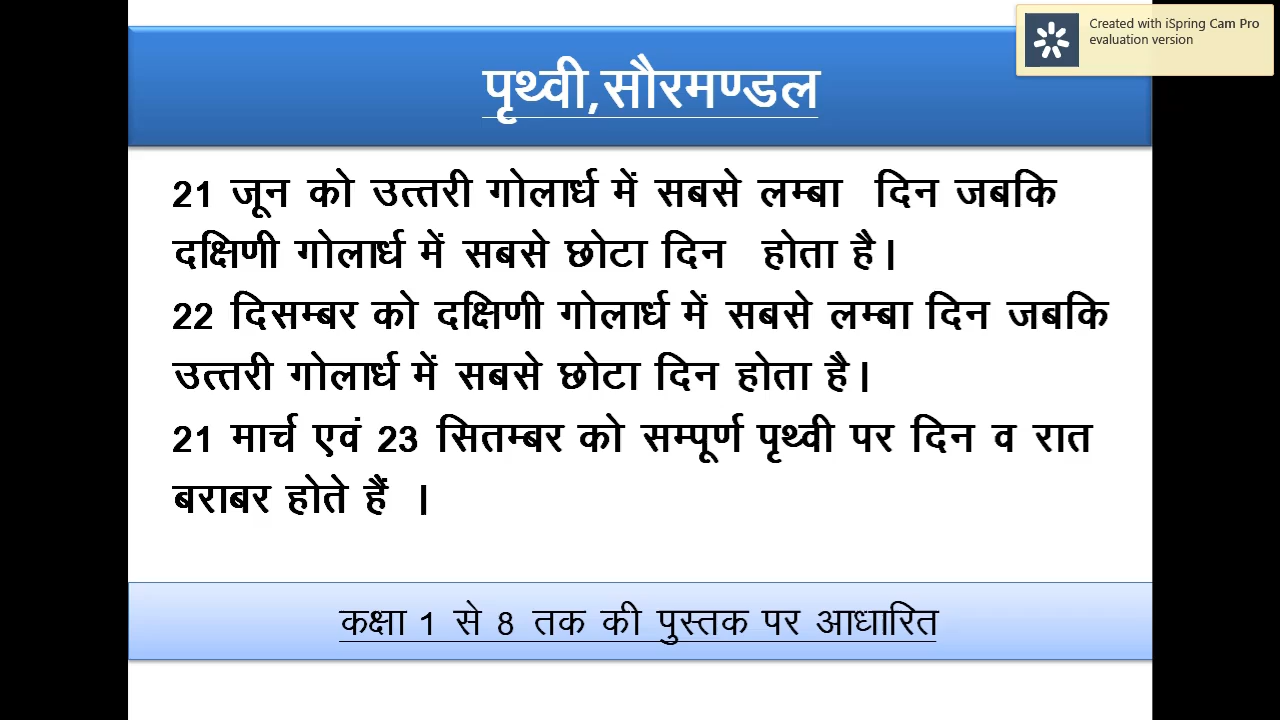 Created with iSpring Cam Pro
evaluation version
पृथ्वी,सौरमण्डल
21 जून को उत्तरी गोलार्ध में सबसे लम्बा दिन जबकि
दक्षिणी गोलार्ध में सबसे छोटा दिन होता है।
22 दिसम्बर को दक्षिणी गोलार्ध में सबसे लम्बा दिन जबकि
उत्तरी गोलार्ध में सबसे छोटा दिन होता है।
21 मार्च एवं 23 सितम्बर को सम्पूर्ण पृथ्वी पर दिन व रात
बराबर होते हैं ।
कक्षा 1 से 8 तक की पुस्तक पर आधारित